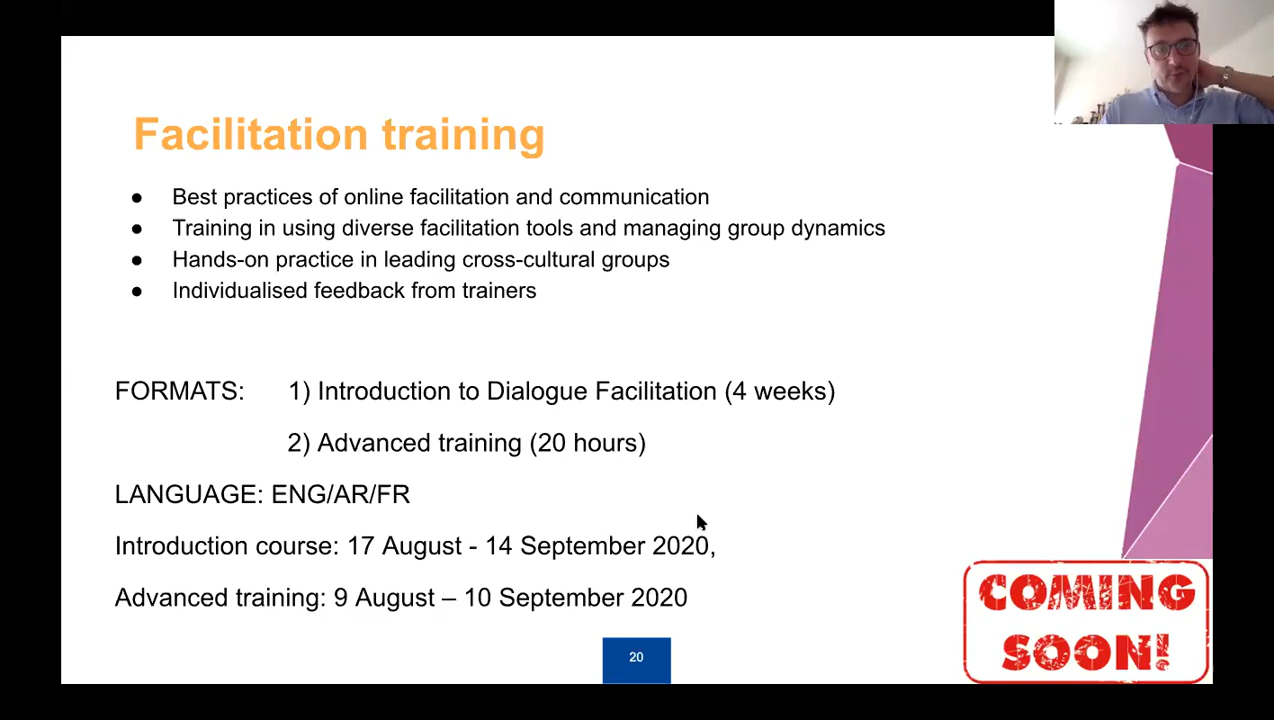 Facilitation training
● Best practices of online facilitation and communication
● Training in using diverse facilitation tools and managing group dynamics
● Hands-on practice in leading cross-cultural groups
● Individualised feedback from trainers
FORMATS: 1) Introduction to Dialogue Facilitation (4 weeks)
2) Advanced training (20 hours)
LANGUAGE: ENG/AR/FR
Introduction course: 17 August - 14 September 2020,
Advanced training: 9 August – 10 September 2020
COMING
SOON!
20